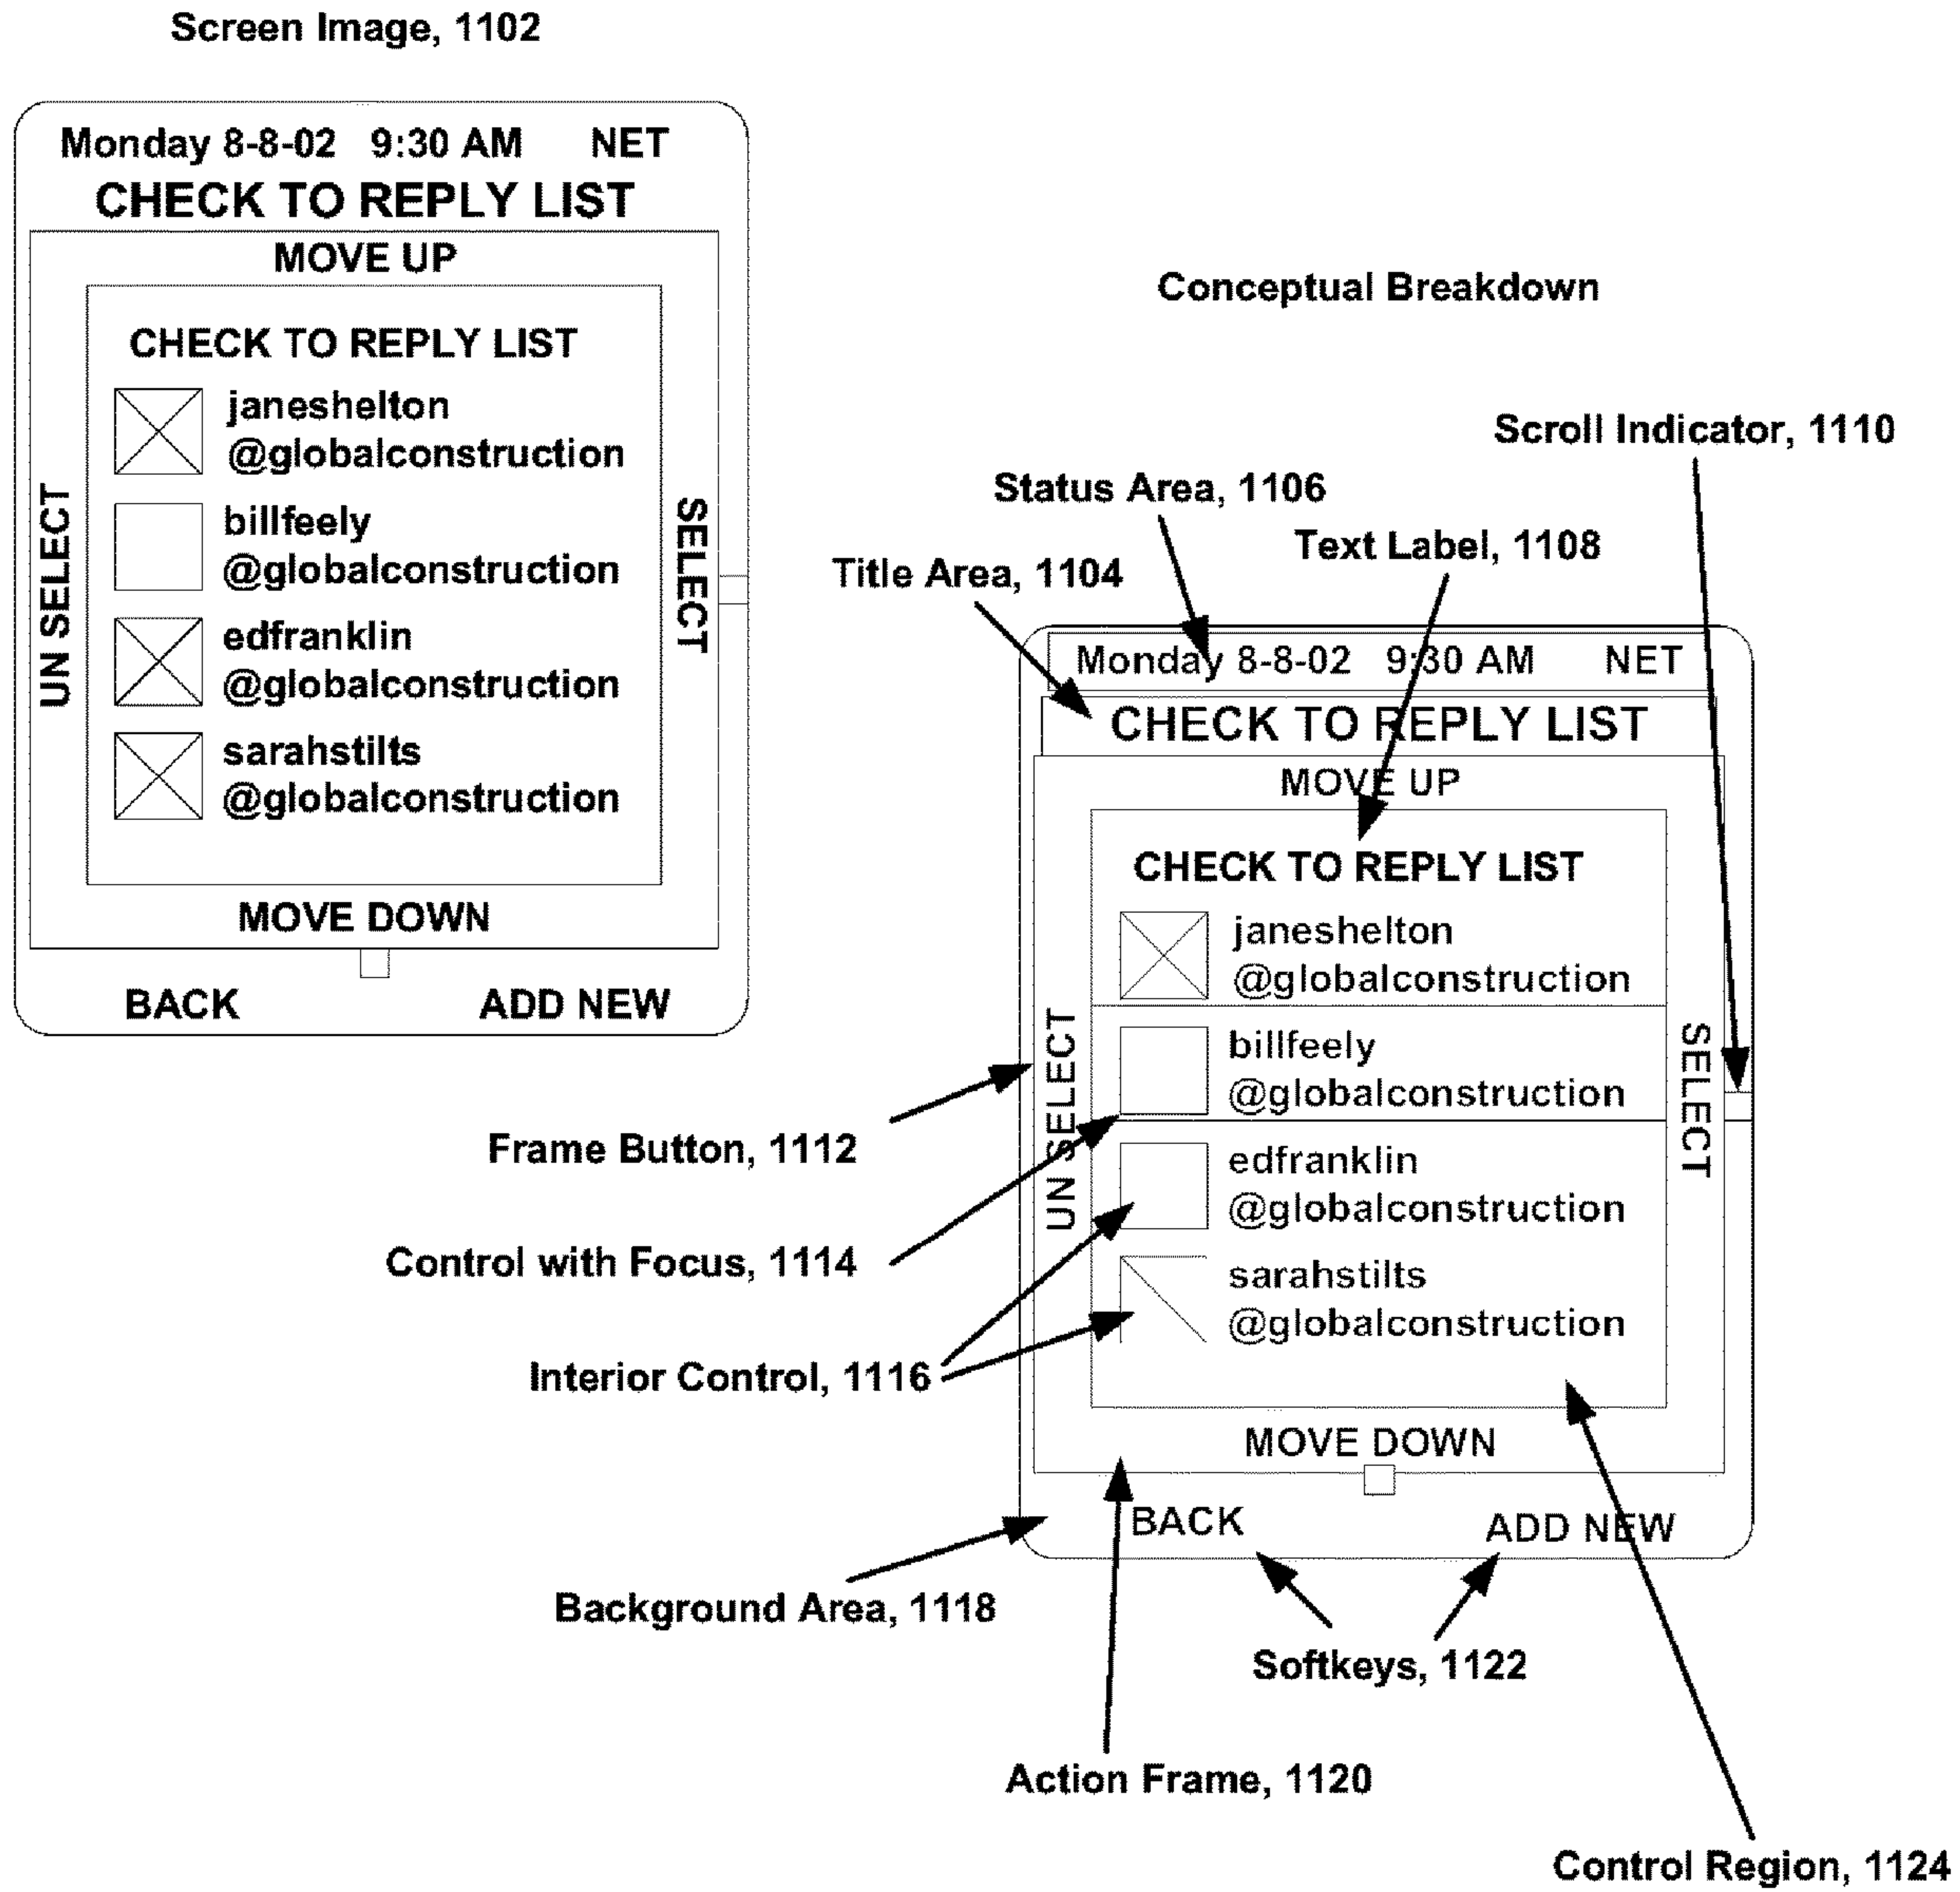 Screen Image, 1102
Monday 8-8-02 9:30 AM NET
CHECK TO REPLY LIST
MOVE UP
CHECK TO REPLY LIST
janeshelton
@globalconstruction
billfeely
@globalconstruction
edfranklin
@globalconstruction
sarahstilts
@globalconstruction
UN SELECT
SELECT
MOVE DOWN
BACK ADD NEW
Conceptual Breakdown
Scroll Indicator, 1110
Status Area, 1106
Text Label, 1108
Title Area, 1104
Monday 8-8-02 9:30 AM NET
CHECK TO REPLY LIST
MOVE UP
CHECK TO REPLY LIST
janeshelton
@globalconstruction
billfeely
@globalconstruction
edfranklin
@globalconstruction
sarahstilts
@globalconstruction
UN SELECT
SELECT
MOVE DOWN
BACK ADD NEW
Frame Button, 1112
Control with Focus, 1114
Interior Control, 1116
Background Area, 1118
Softkeys, 1122
Action Frame, 1120
Control Region, 1124